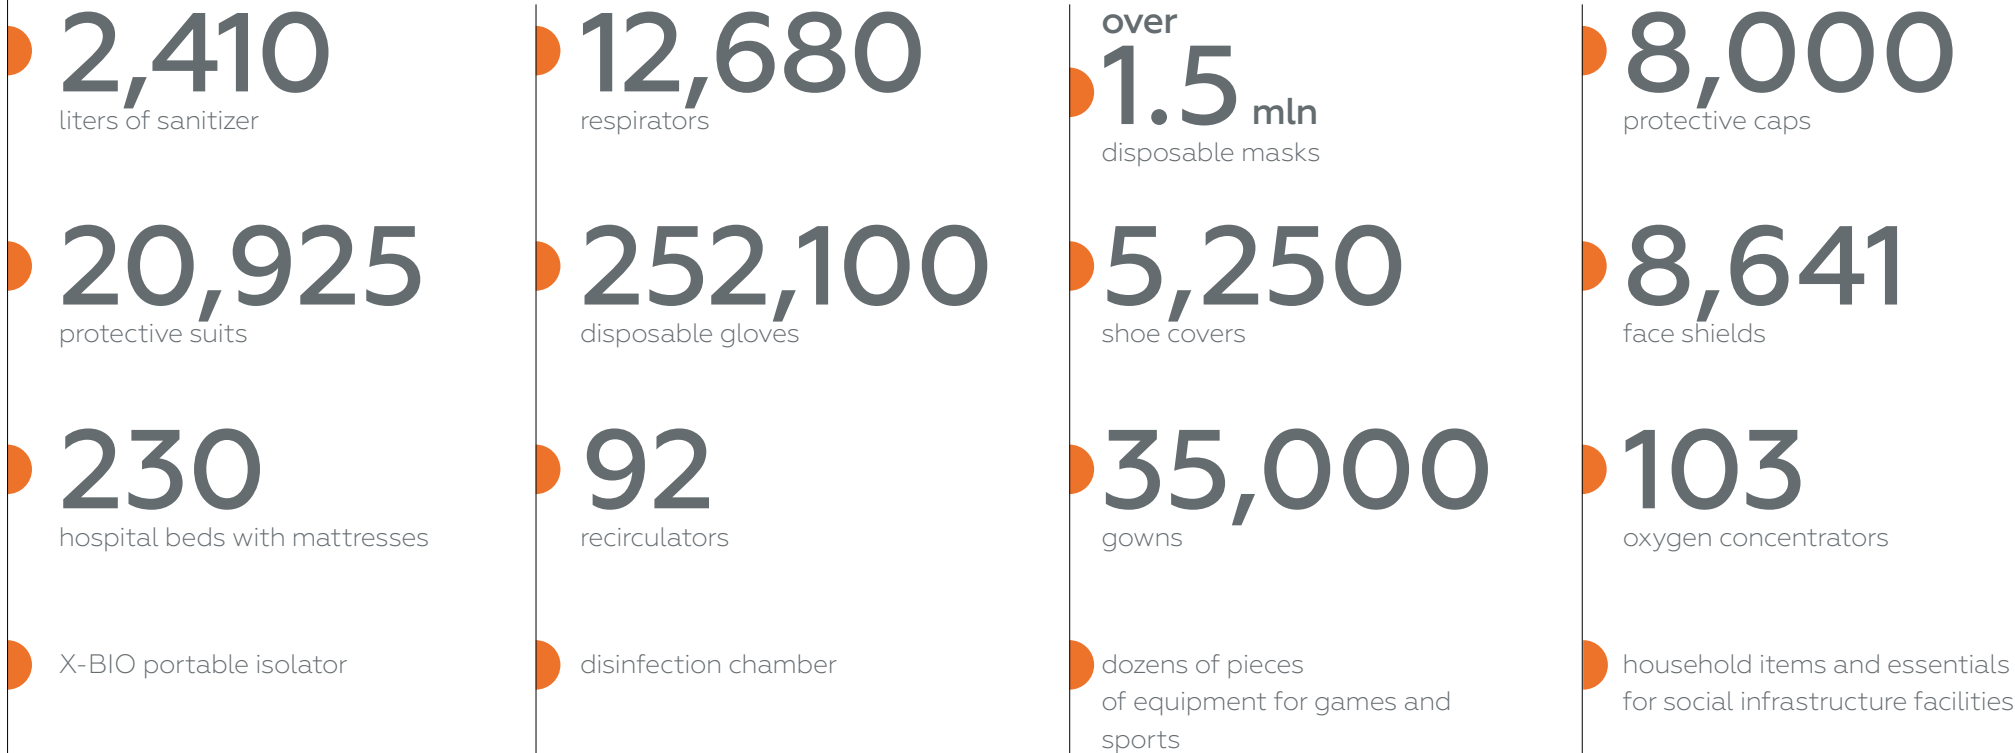 2,410
liters of sanitizer
12,680
respirators
over
1.5 mln
disposable masks
8,000
protective caps
20,925
protective suits
252,100
disposable gloves
5,250
shoe covers
8,641
face shields
230
hospital beds with mattresses
92
recirculators
35,000
gowns
103
oxygen concentrators
X-BIO portable isolator
disinfection chamber
dozens of pieces
of equipment for games and
sports
household items and essentials
for social infrastructure facilities